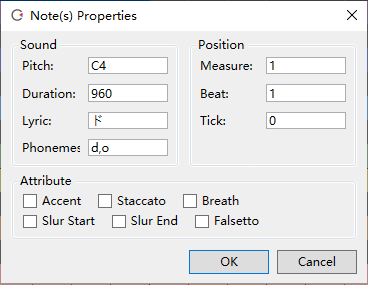 Note(s) Properties
Sound
Pitch: C4
Duration: 960
Lyric: ド
Phonemes d,o
Position
Measure: 1
Beat: 1
Tick: 0
Attribute
Accent Staccato Breath
Slur Start Slur End Falsetto
OK Cancel